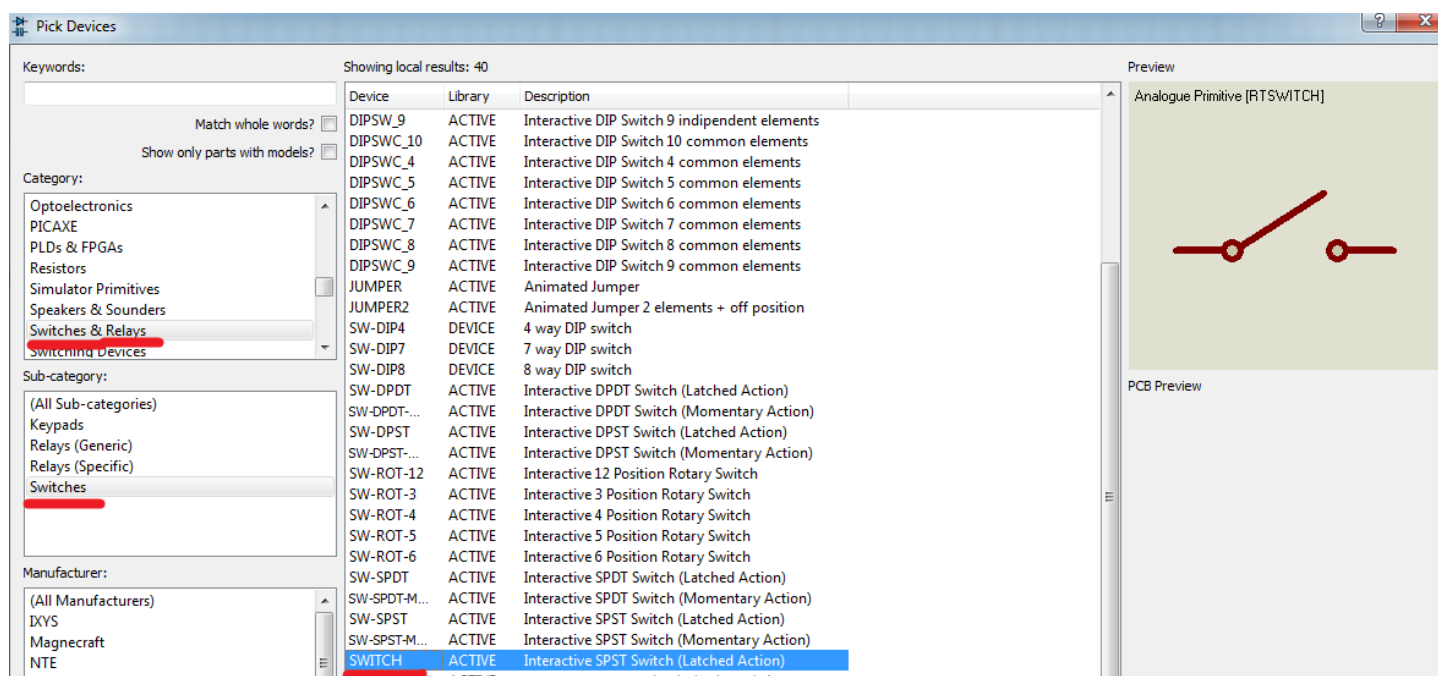 Pick Devices
Keywords:
Match whole words?
Show only parts with models?
Category:
Optoelectronics
PICAXE
PLDs & FPGAs
Resistors
Simulator Primitives
Speakers & Sounders
Switches & Relays
Switching Devices
Sub-category:
(All Sub-categories)
Keypads
Relays (Generic)
Relays (Specific)
Switches
Manufacturer:
(All Manufacturers)
IXYS
Magnecraft
NTE
Showing local results: 40
Device Library Description
DIPSW_9 ACTIVE Interactive DIP Switch 9 indipendent elements
DIPSWC_10 ACTIVE Interactive DIP Switch 10 common elements
DIPSWC_4 ACTIVE Interactive DIP Switch 4 common elements
DIPSWC_5 ACTIVE Interactive DIP Switch 5 common elements
DIPSWC_6 ACTIVE Interactive DIP Switch 6 common elements
DIPSWC_7 ACTIVE Interactive DIP Switch 7 common elements
DIPSWC_8 ACTIVE Interactive DIP Switch 8 common elements
DIPSWC_9 ACTIVE Interactive DIP Switch 9 common elements
JUMPER ACTIVE Animated Jumper
JUMPER2 ACTIVE Animated Jumper 2 elements + off position
SW-DIP4 DEVICE 4 way DIP switch
SW-DIP7 DEVICE 7 way DIP switch
SW-DIP8 DEVICE 8 way DIP switch
SW-DPDT ACTIVE Interactive DPDT Switch (Latched Action)
SW-DPDT-... ACTIVE Interactive DPDT Switch (Momentary Action)
SW-DPST ACTIVE Interactive DPST Switch (Latched Action)
SW-DPST-... ACTIVE Interactive DPST Switch (Momentary Action)
SW-ROT-12 ACTIVE Interactive 12 Position Rotary Switch
SW-ROT-3 ACTIVE Interactive 3 Position Rotary Switch
SW-ROT-4 ACTIVE Interactive 4 Position Rotary Switch
SW-ROT-5 ACTIVE Interactive 5 Position Rotary Switch
SW-ROT-6 ACTIVE Interactive 6 Position Rotary Switch
SW-SPDT ACTIVE Interactive SPDT Switch (Latched Action)
SW-SPDT-M... ACTIVE Interactive SPDT Switch (Momentary Action)
SW-SPST ACTIVE Interactive SPST Switch (Latched Action)
SW-SPST-M... ACTIVE Interactive SPST Switch (Momentary Action)
SWITCH ACTIVE Interactive SPST Switch (Latched Action)
Preview
Analogue Primitive [RTSWITCH]
PCB Preview